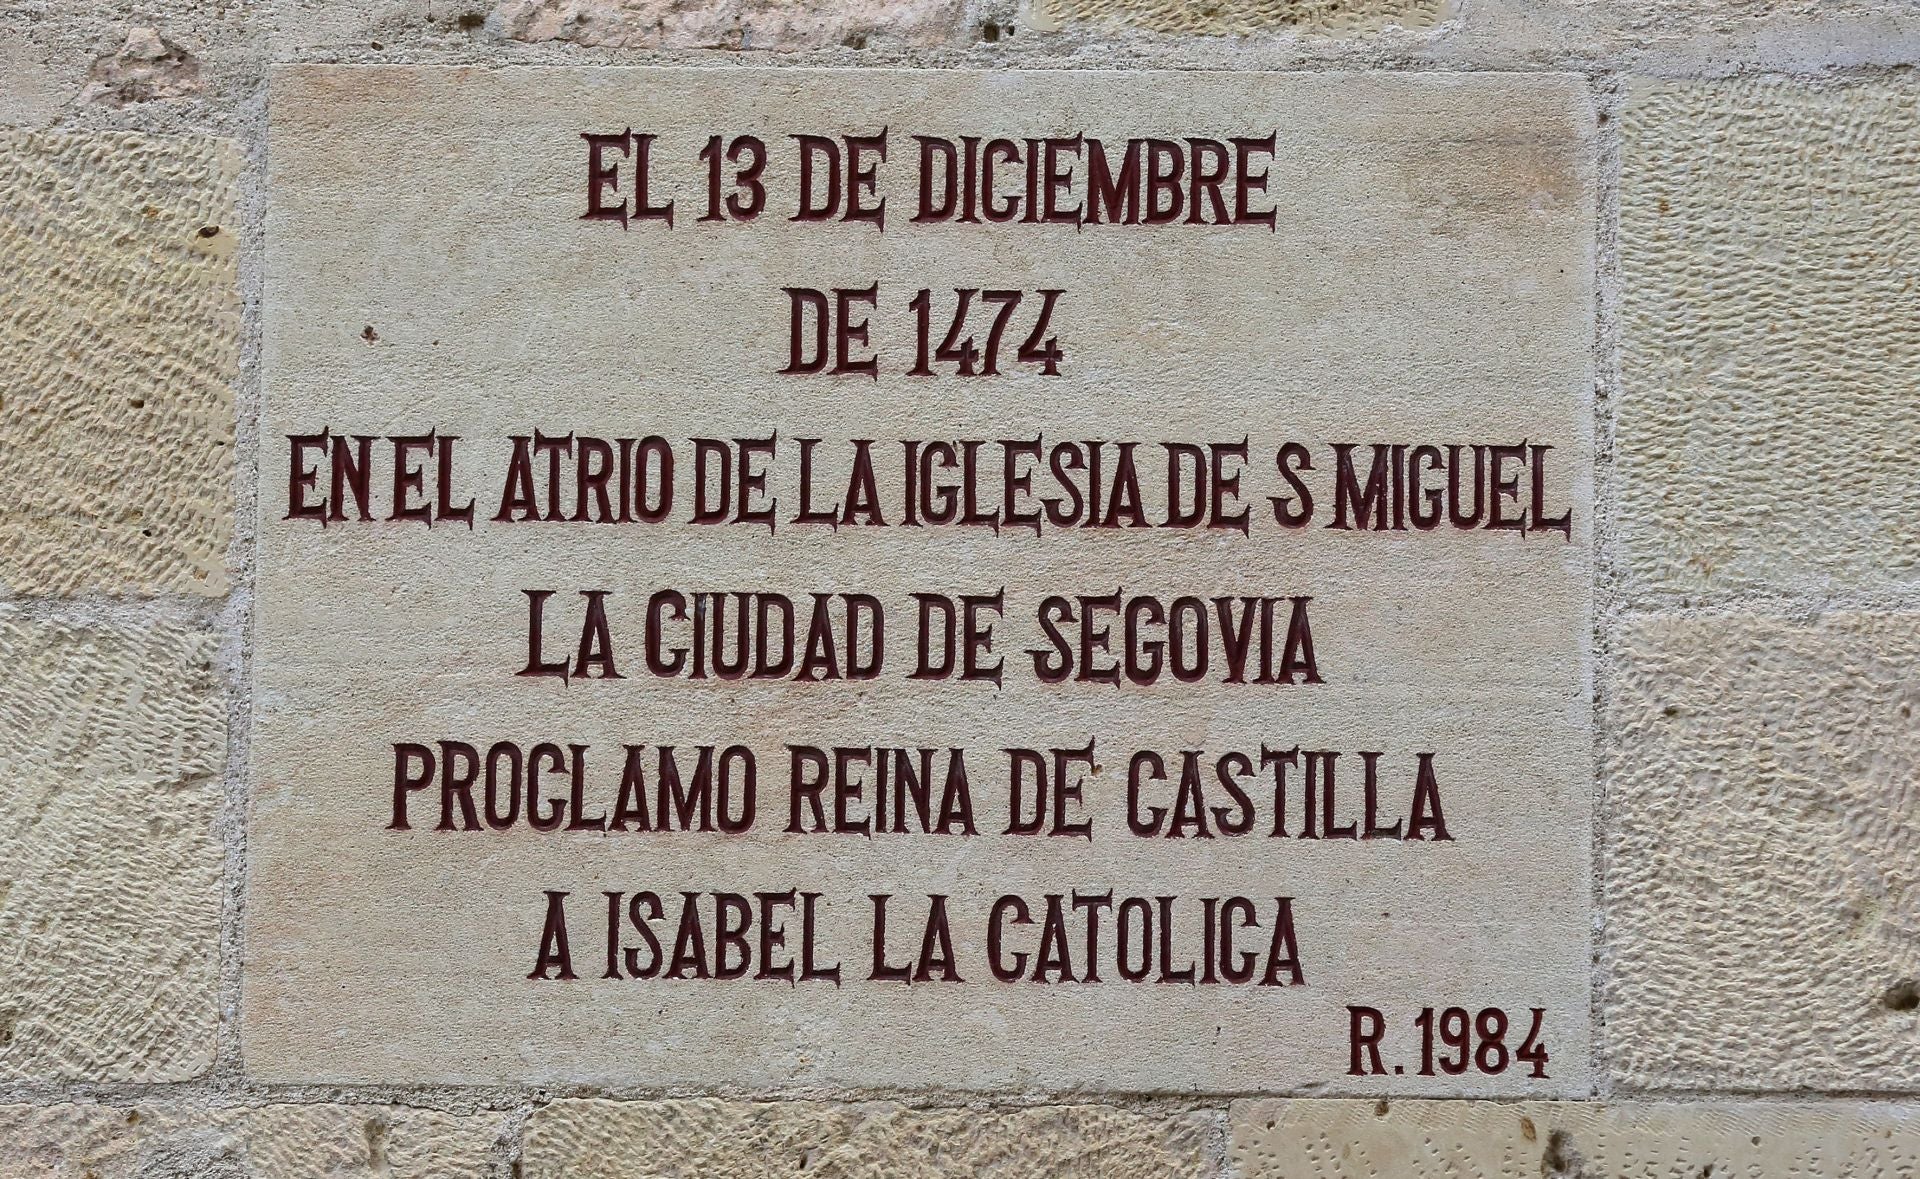 EL 13 DE DICIEMBRE
DE 1474
EN EL ATRIO DE LA IGLESIA DE S MIGUEL
LA CIUDAD DE SEGOVIA
PROCLAMO REINA DE CASTILLA
A ISABEL LA CATOLICA
R. 1984